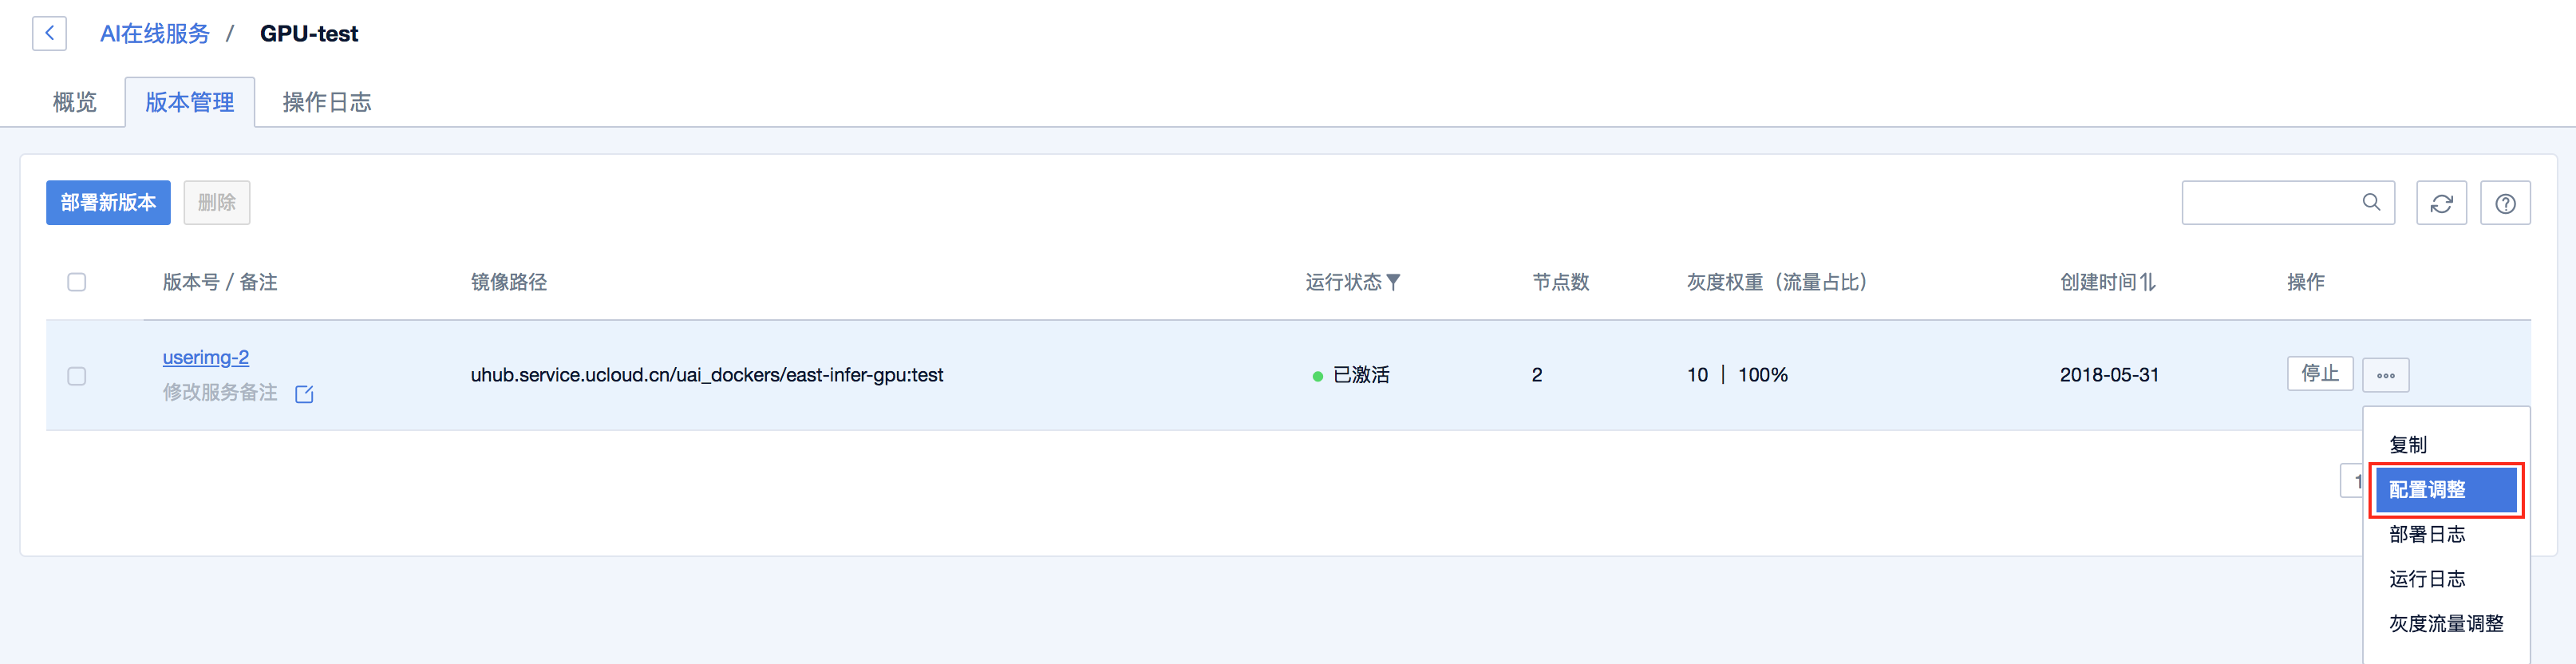 AI在线服务 / GPU-test
概览 版本管理 操作日志
部署新版本 删除
版本号 / 备注 镜像路径 运行状态 节点数 灰度权重（流量占比） 创建时间 操作
userimg-2
修改服务备注
uhub.service.ucloud.cn/uai_dockers/east-infer-gpu:test 已激活 2 10 | 100% 2018-05-31 停止
复制
1
配置调整
部署日志
运行日志
灰度流量调整